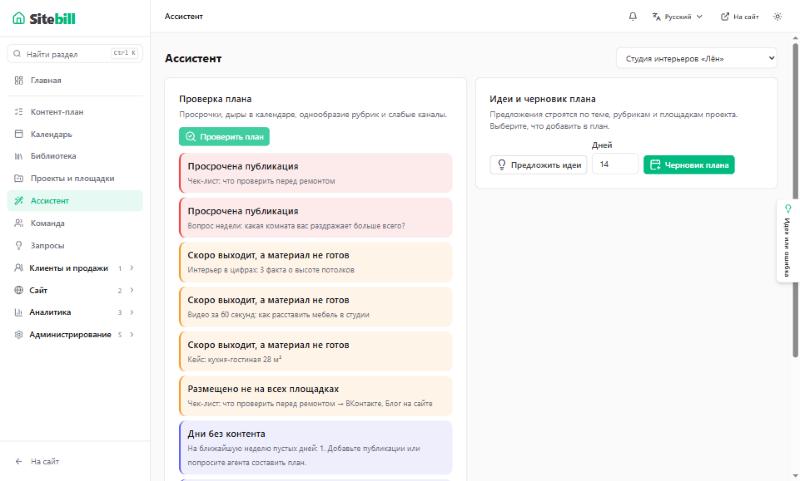 Sitebill
Найти раздел
Ctrl K
Главная
Контент-план
Календарь
Библиотека
Проекты и площадки
Ассистент
Команда
Запросы
Клиенты и продажи 1
Сайт 2
Аналитика 3
Администрирование 5
На сайт
Ассистент
Русский
На сайт
Ассистент
Студия интерьеров «Лён»
Проверка плана
Просрочки, дыры в календаре, однообразие рубрик и слабые каналы.
Проверить план
Просрочена публикация
Чек-лист: что проверить перед ремонтом
Просрочена публикация
Вопрос недели: какая комната вас раздражает больше всего?
Скоро выходит, а материал не готов
Интерьер в цифрах: 3 факта о высоте потолков
Скоро выходит, а материал не готов
Видео за 60 секунд: как расставить мебель в студии
Скоро выходит, а материал не готов
Кейс: кухня-гостиная 28 м²
Размещено не на всех площадках
Чек-лист: что проверить перед ремонтом → ВКонтакте, Блог на сайте
Дни без контента
На ближайшую неделю пустых дней: 1. Добавьте публикации или
попросите агента составить план.
Идеи и черновик плана
Предложения строятся по теме, рубрикам и площадкам проекта.
Выберите, что добавить в план.
Дней
Предложить идеи
14
Черновик плана
Идея или ошибка